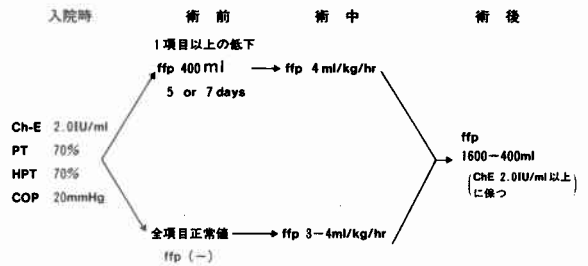 入院時 術前 術中 術後
1項目以上の低下
ffp 400ml → ffp 4ml/kg/hr
5 or 7days
Ch-E 2.0IU/ml
PT 70%
HPT 70%
COP 20mmHg
ffp
1600−400ml
(ChE 2.0IU/ml以上
に保つ)
全項目正常値 → ffp 3−4ml/kg/hr
ffp (−)